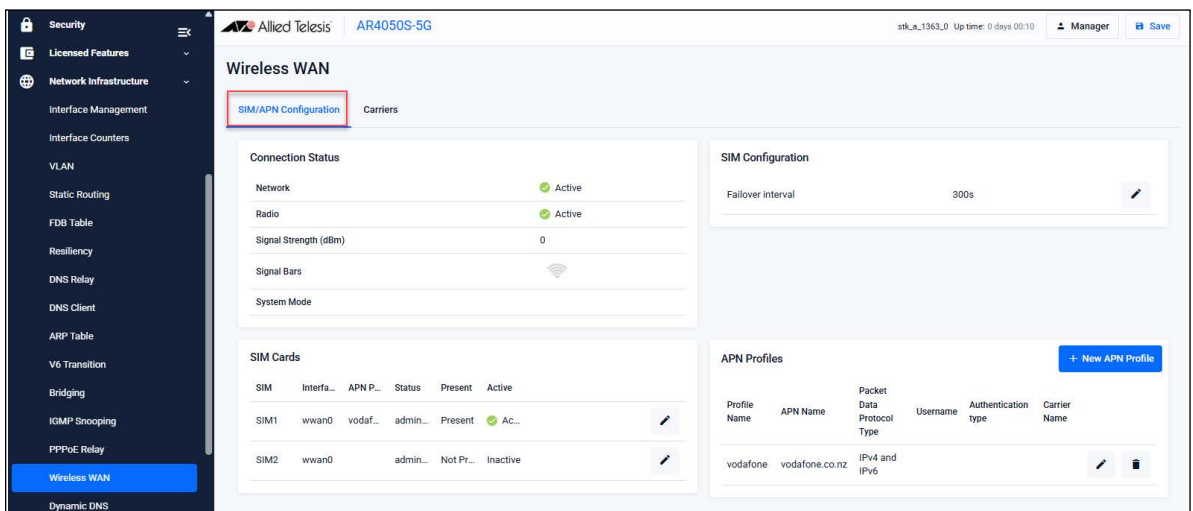 Security
Licensed Features
Network Infrastructure
Interface Management
Interface Counters
VLAN
Static Routing
FDB Table
Resiliency
DNS Relay
DNS Client
ARP Table
V6 Transition
Bridging
IGMP Snooping
PPPoE Relay
Wireless WAN
Dynamic DNS
Allied Telesis AR4050S-5G
stk_a_1363_0 Up time: 0 days 00:10 Manager Save
Wireless WAN
SIM/APN Configuration Carriers
Connection Status
Network Active
Radio Active
Signal Strength (dBm) 0
Signal Bars
System Mode
SIM Configuration
Failover interval 300s
SIM Cards
SIM Interfa... APN P... Status Present Active
SIM1 wwan0 vodaf... admin... Present Ac...
SIM2 wwan0 admin... Not Pr... Inactive
APN Profiles + New APN Profile
Profile Name APN Name Packet Data Protocol Type Username Authentication type Carrier Name
vodafone vodafone.co.nz IPv4 and IPv6